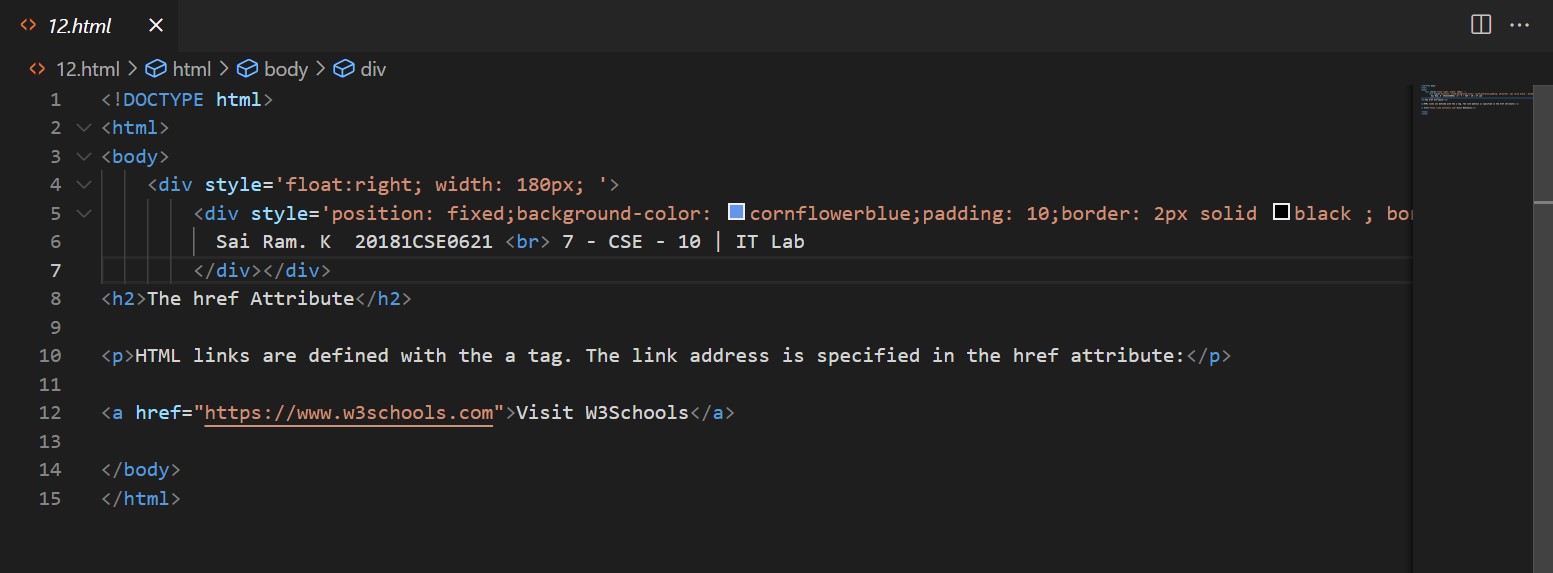 12.html
12.html > html > body > div
1 <!DOCTYPE html>
2 <html>
3 <body>
4 <div style='float:right; width: 180px; '>
5 <div style='position: fixed;background-color: cornflowerblue;padding: 10;border: 2px solid black ; bor
6 Sai Ram. K  20181CSE0621 <br> 7 - CSE - 10 | IT Lab
7 </div></div>
8 <h2>The href Attribute</h2>
9
10 <p>HTML links are defined with the a tag. The link address is specified in the href attribute:</p>
11
12 <a href="https://www.w3schools.com">Visit W3Schools</a>
13
14 </body>
15 </html>